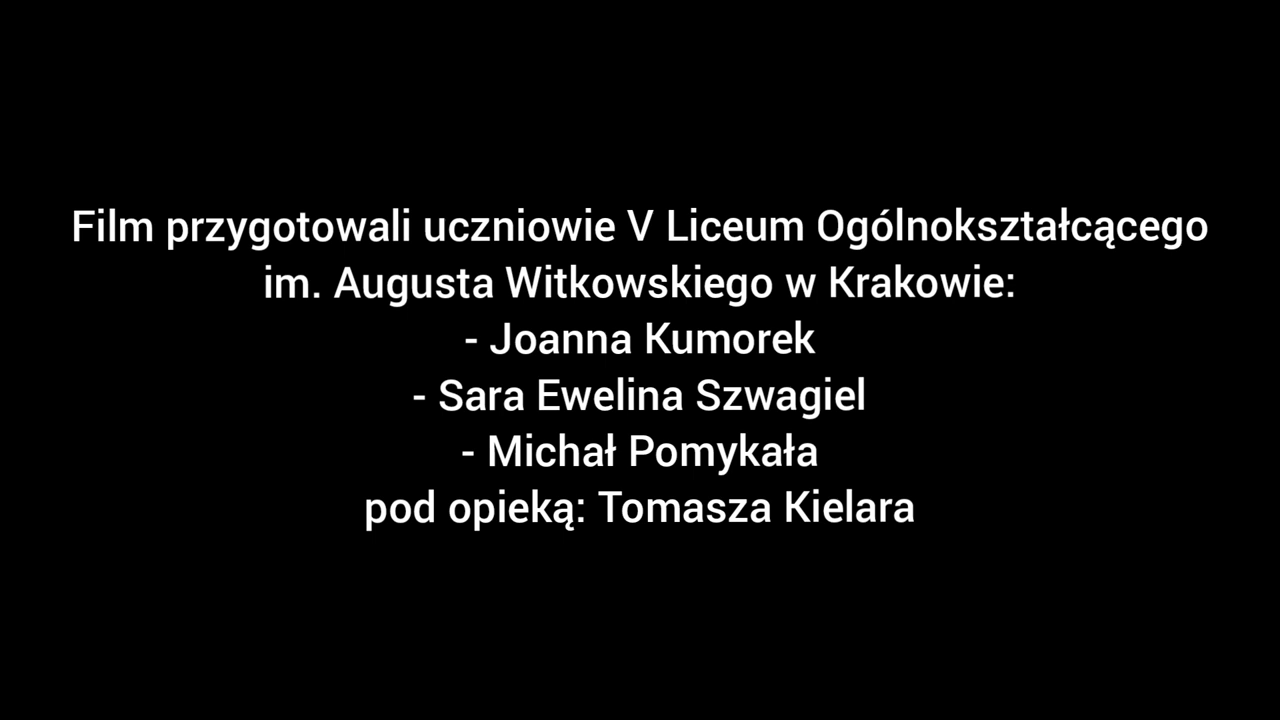 Film przygotowali uczniowie V Liceum Ogólnokształcącego
im. Augusta Witkowskiego w Krakowie:
- Joanna Kumorek
- Sara Ewelina Szwagiel
- Michał Pomykała
pod opieką: Tomasza Kielara